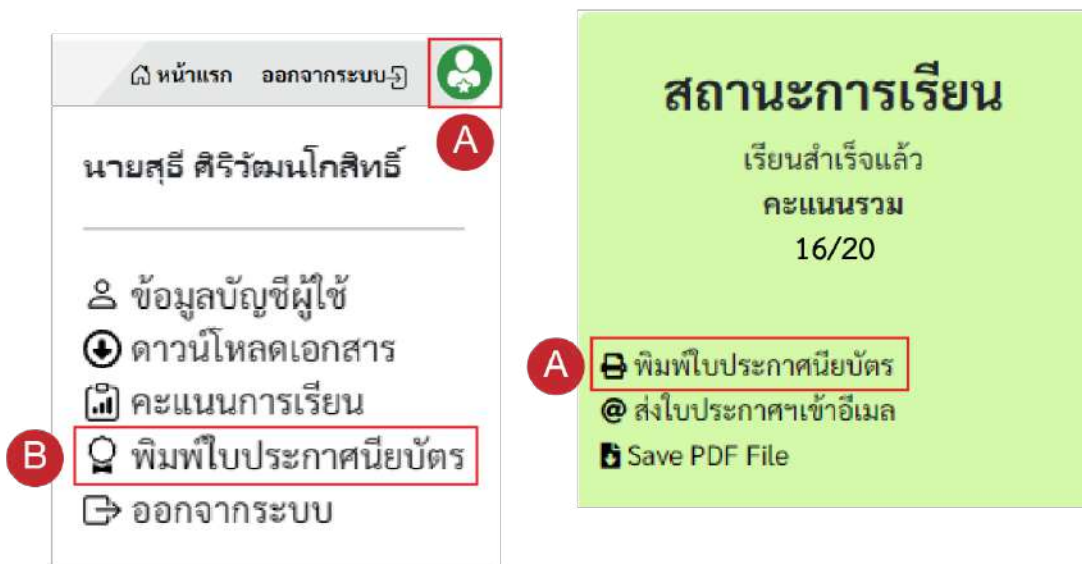 หน้าแรก ออกจากระบบ
A
นายสุธี ศิริวัฒนโกสิทธิ์
ข้อมูลบัญชีผู้ใช้
ดาวน์โหลดเอกสาร
คะแนนการเรียน
B พิมพ์ใบประกาศนียบัตร
ออกจากระบบ
สถานะการเรียน
เรียนสำเร็จแล้ว
คะแนนรวม
16/20
A พิมพ์ใบประกาศนียบัตร
@ ส่งใบประกาศฯเข้าอีเมล
Save PDF File